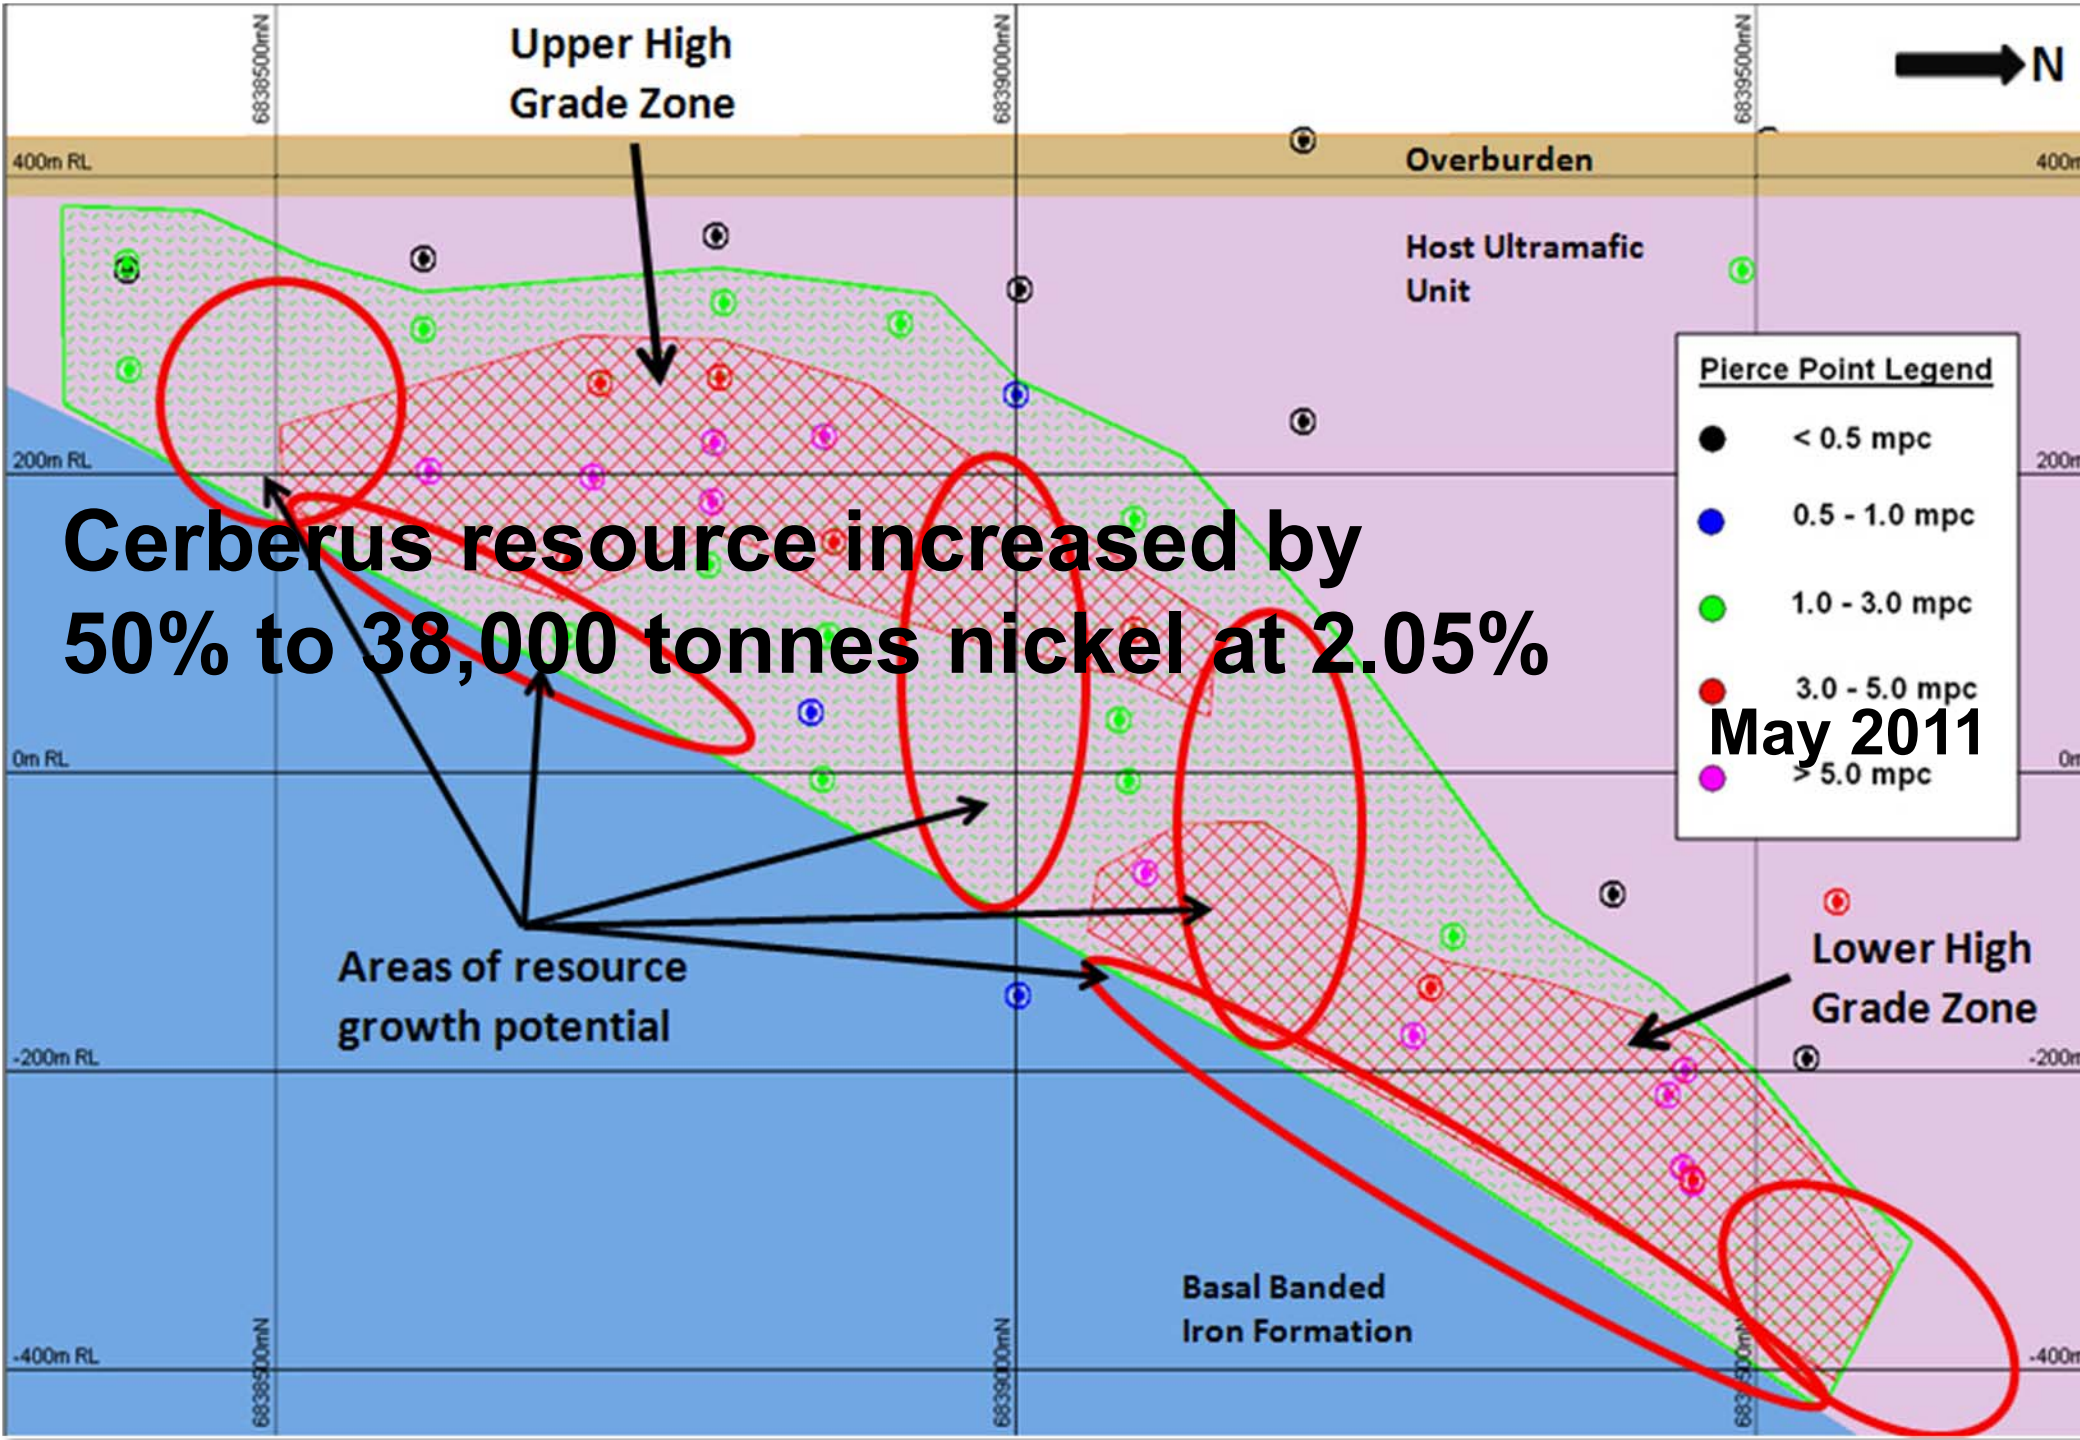 6838500mN
6839000mN
6839500mN
Upper High
Grade Zone
N
400m RL
Overburden
400m
Host Ultramafic
Unit
Pierce Point Legend
< 0.5 mpc
0.5 - 1.0 mpc
1.0 - 3.0 mpc
3.0 - 5.0 mpc
> 5.0 mpc
200m RL
200m
Cerberus resource increased by
50% to 38,000 tonnes nickel at 2.05%
May 2011
0m RL
0m
Areas of resource
growth potential
Lower High
Grade Zone
-200m RL
-200m
Basal Banded
Iron Formation
-400m RL
-400m
6838500mN
6839000mN
6839500mN